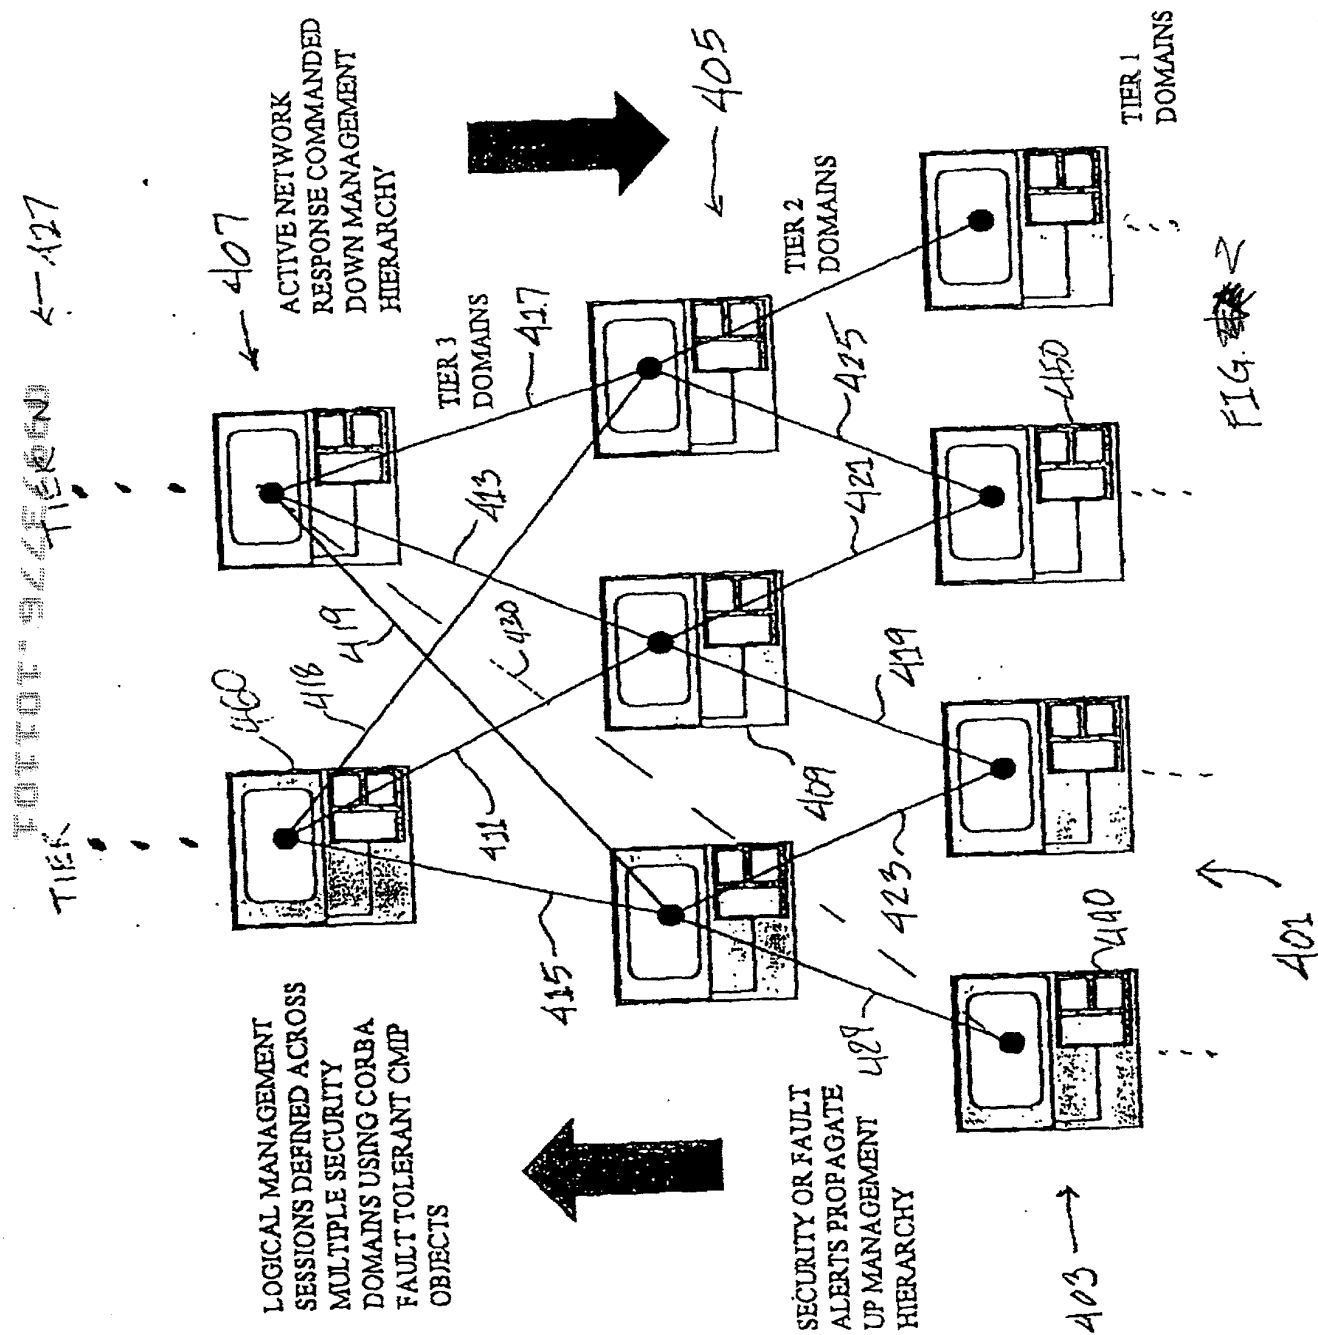 TIER
TIER N
427
407
460
LOGICAL MANAGEMENT
SESSIONS DEFINED ACROSS
MULTIPLE SECURITY
DOMAINS USING CORBA
FAULT TOLERANT CMIP
OBJECTS
ACTIVE NETWORK
RESPONSE COMMANDED
DOWN MANAGEMENT
HIERARCHY
418
419
413
417
TIER 3
DOMAINS
415
411
430
405
409
TIER 2
DOMAINS
SECURITY OR FAULT
ALERTS PROPAGATE
UP MANAGEMENT
HIERARCHY
423
419
421
425
403
440
450
TIER 1
DOMAINS
401
FIG. 2